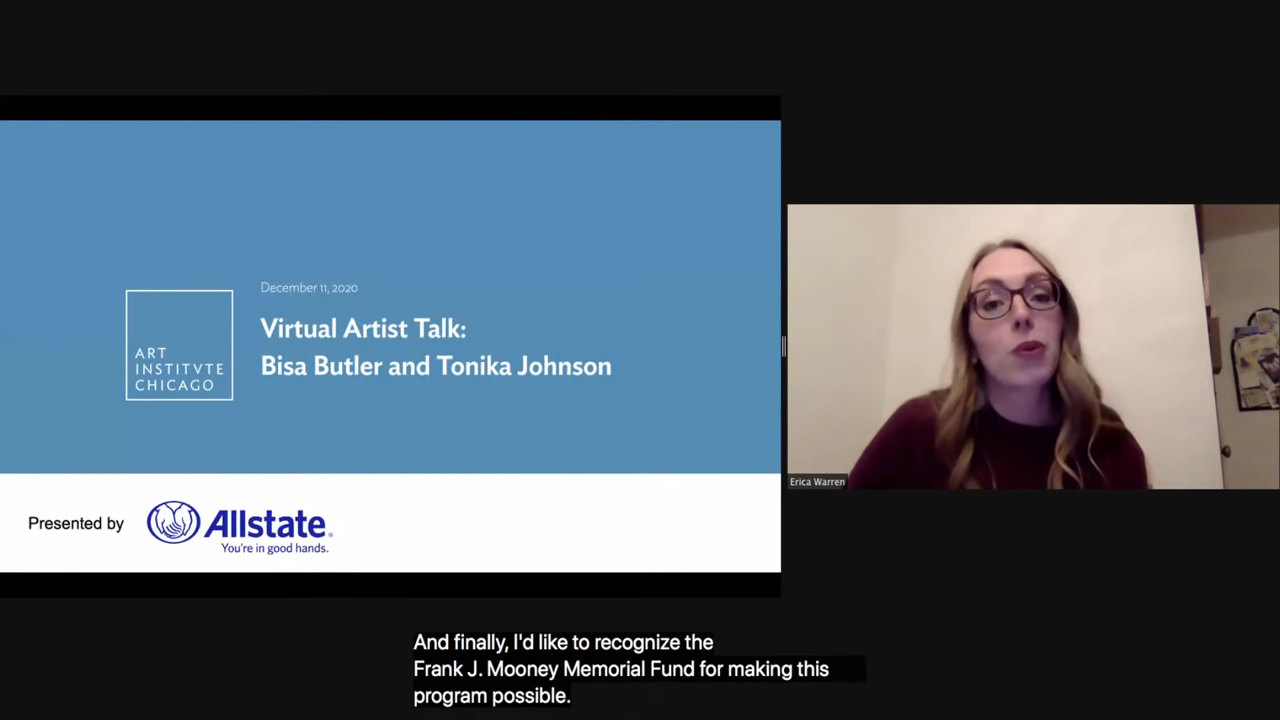 December 11, 2020
Virtual Artist Talk:
Bisa Butler and Tonika Johnson
ART
INSTITVTE
CHICAGO
Presented by
Allstate
You're in good hands.
Erica Warren
And finally, I'd like to recognize the
Frank J. Mooney Memorial Fund for making this
program possible.